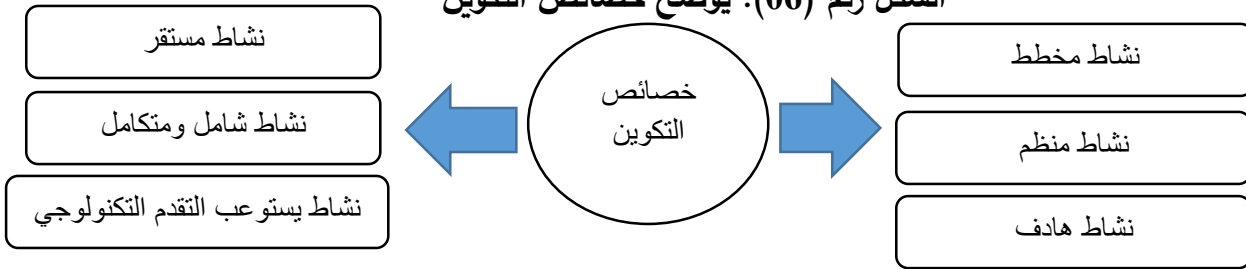 الشكل رقم (06): يوضح خصائص التكوين
نشاط مخطط
نشاط منظم
نشاط هادف
خصائص
التكوين
نشاط مستقر
نشاط شامل ومتكامل
نشاط يستوعب التقدم التكنولوجي